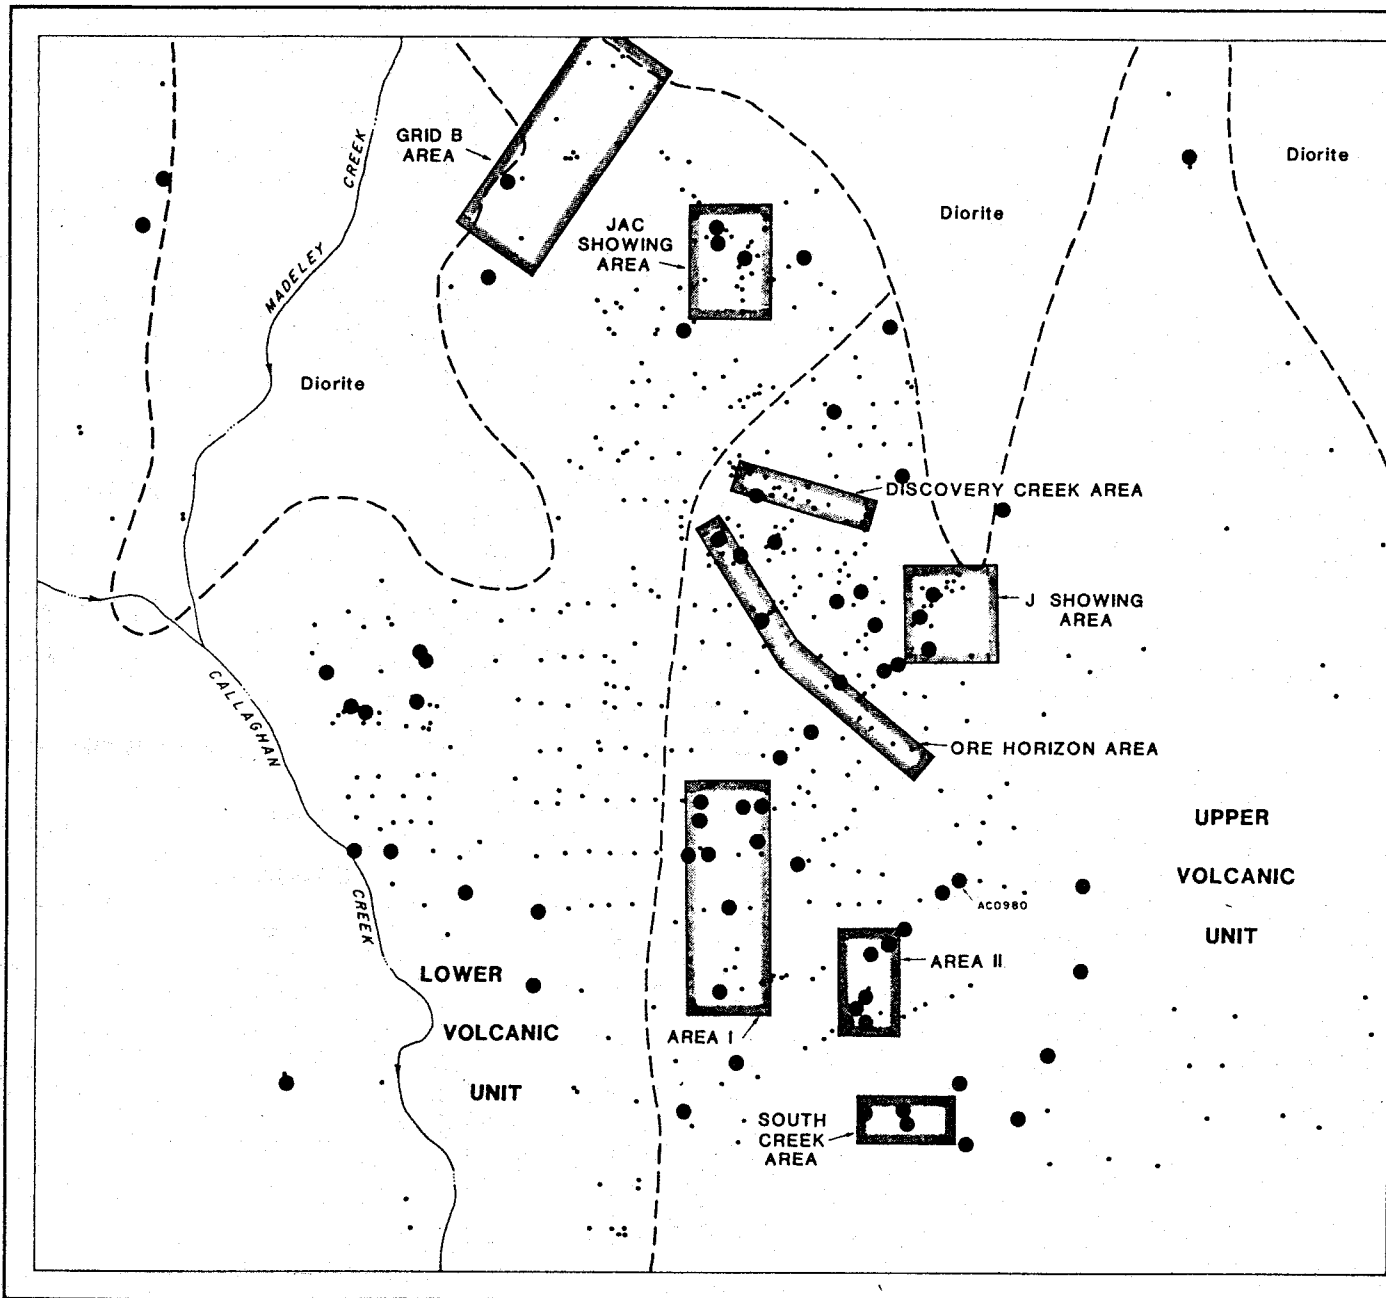 GRID B
AREA
MADELEY CREEK
Diorite
Diorite
JAC
SHOWING
AREA
Diorite
DISCOVERY CREEK AREA
J SHOWING
AREA
CALLAGHAN CREEK
ORE HORIZON AREA
UPPER
VOLCANIC
UNIT
ACD980
LOWER
VOLCANIC
UNIT
AREA II
AREA I
SOUTH
CREEK
AREA